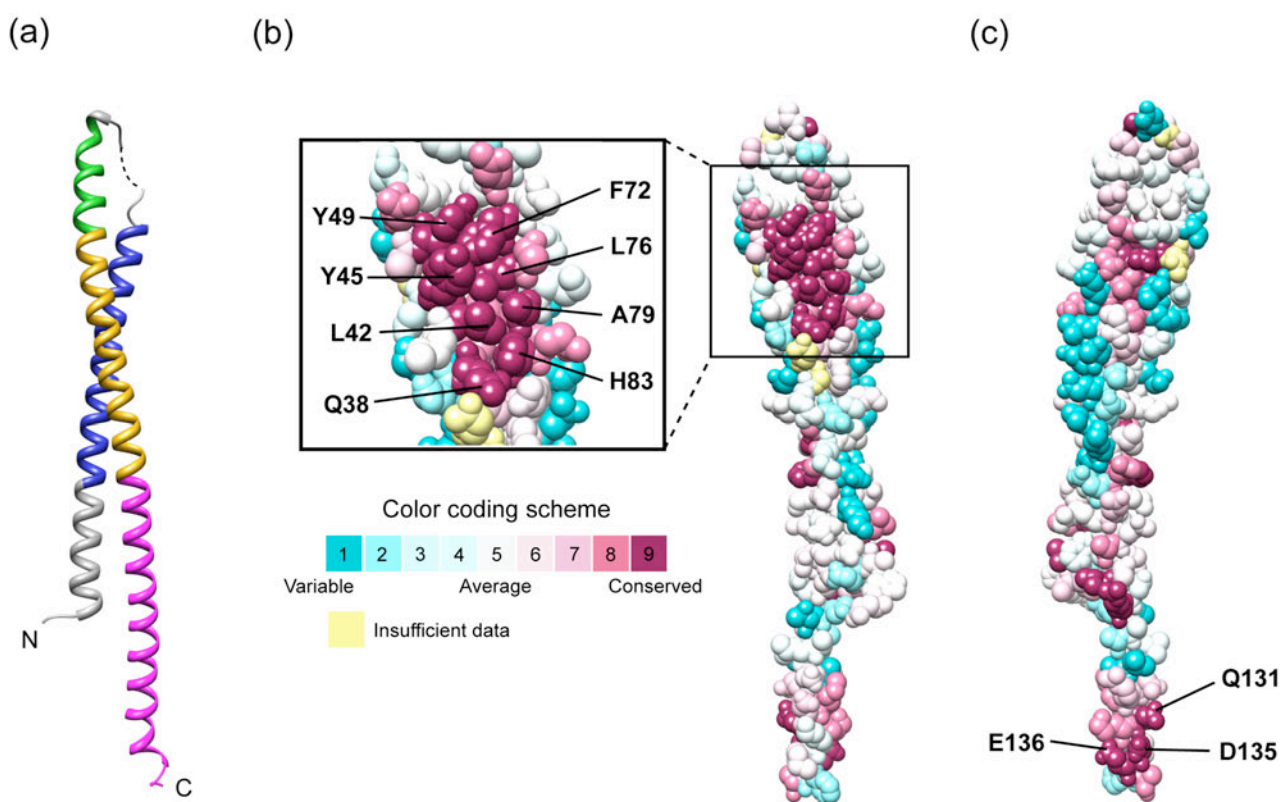 (a)
(b)
(c)
N
C
Y49
Y45
L42
Q38
F72
L76
A79
H83
Color coding scheme
1 2 3 4 5 6 7 8 9
Variable Average Conserved
Insufficient data
Q131
E136 D135